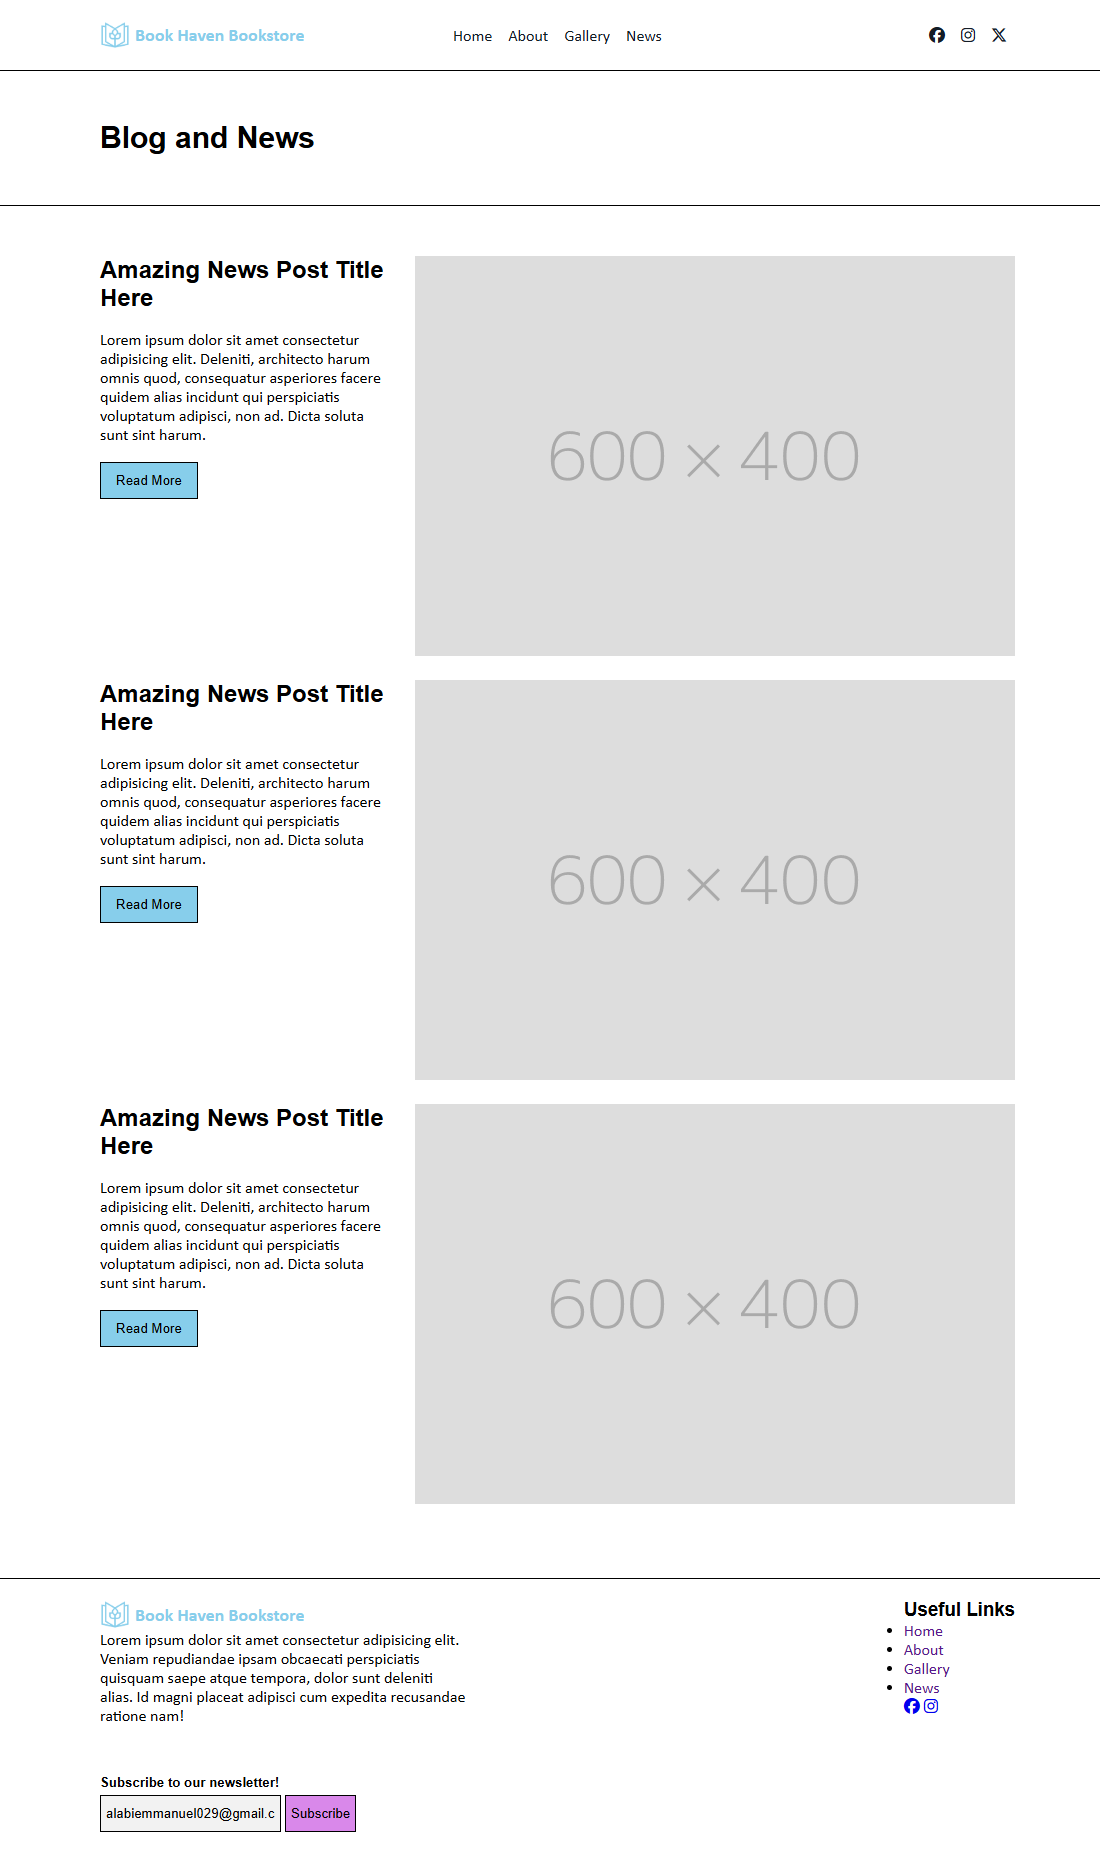 Book Haven Bookstore
Home About Gallery News
Blog and News
Amazing News Post Title
Here
Lorem ipsum dolor sit amet consectetur
adipisicing elit. Deleniti, architecto harum
omnis quod, consequatur asperiores facere
quidem alias incidunt qui perspiciatis
voluptatum adipisci, non ad. Dicta soluta
sunt sint harum.
Read More
600 × 400
Amazing News Post Title
Here
Lorem ipsum dolor sit amet consectetur
adipisicing elit. Deleniti, architecto harum
omnis quod, consequatur asperiores facere
quidem alias incidunt qui perspiciatis
voluptatum adipisci, non ad. Dicta soluta
sunt sint harum.
Read More
600 × 400
Amazing News Post Title
Here
Lorem ipsum dolor sit amet consectetur
adipisicing elit. Deleniti, architecto harum
omnis quod, consequatur asperiores facere
quidem alias incidunt qui perspiciatis
voluptatum adipisci, non ad. Dicta soluta
sunt sint harum.
Read More
600 × 400
Book Haven Bookstore
Lorem ipsum dolor sit amet consectetur adipisicing elit.
Veniam repudiandae ipsam obcaecati perspiciatis
quisquam saepe atque tempora, dolor sunt deleniti
alias. Id magni placeat adipisci cum expedita recusandae
ratione nam!
Useful Links
Home
About
Gallery
News
Subscribe to our newsletter!
alabiemmanuel029@gmail.c
Subscribe